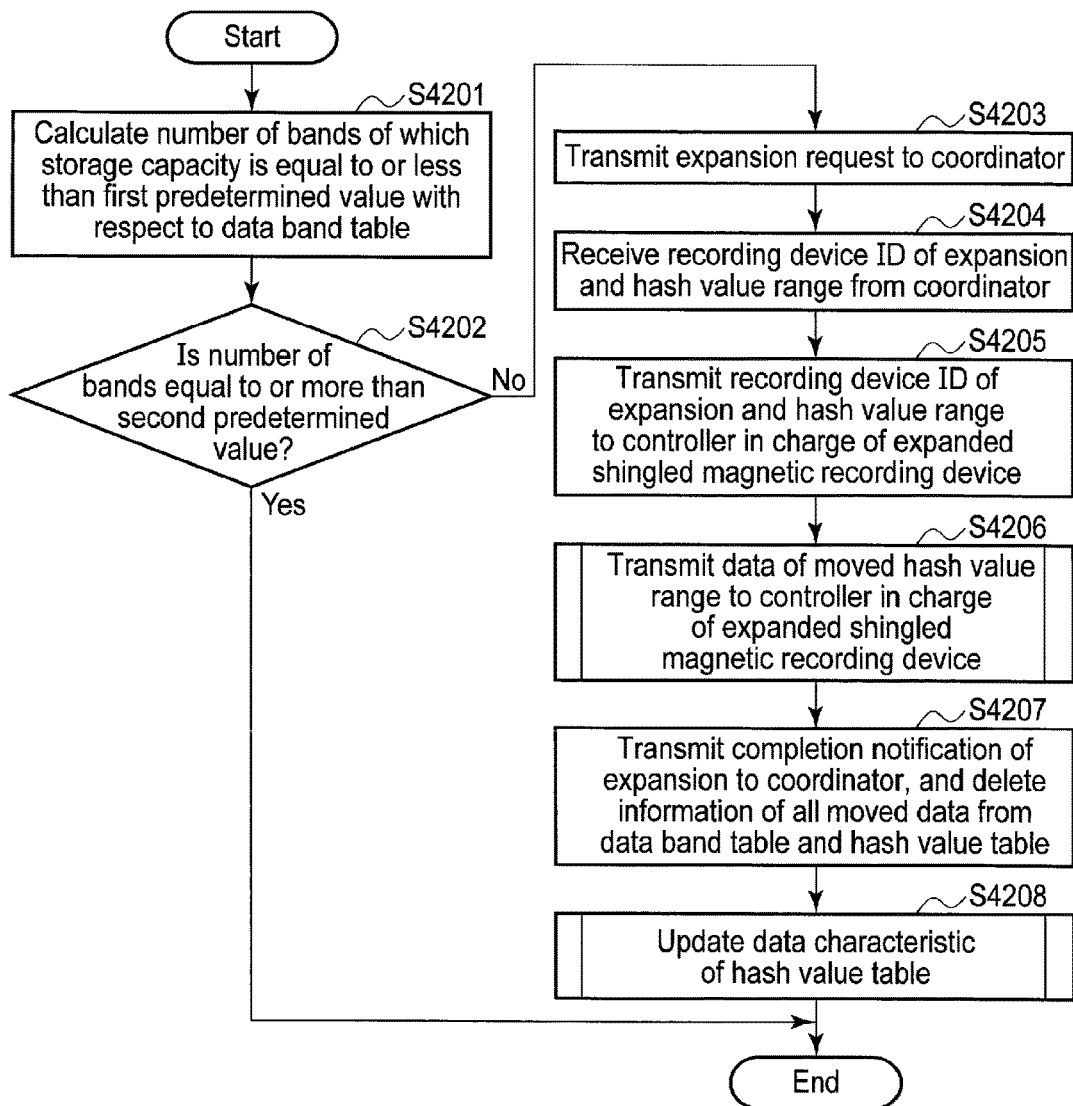 Start
S4201
Calculate number of bands of which
storage capacity is equal to or less
than first predetermined value with
respect to data band table
S4202
Is number of
bands equal to or more than
second predetermined
value?
No
Yes
S4203
Transmit expansion request to coordinator
S4204
Receive recording device ID of expansion
and hash value range from coordinator
S4205
Transmit recording device ID of
expansion and hash value range
to controller in charge of expanded
shingled magnetic recording device
S4206
Transmit data of moved hash value
range to controller in charge
of expanded shingled
magnetic recording device
S4207
Transmit completion notification of
expansion to coordinator, and delete
information of all moved data from
data band table and hash value table
S4208
Update data characteristic
of hash value table
End